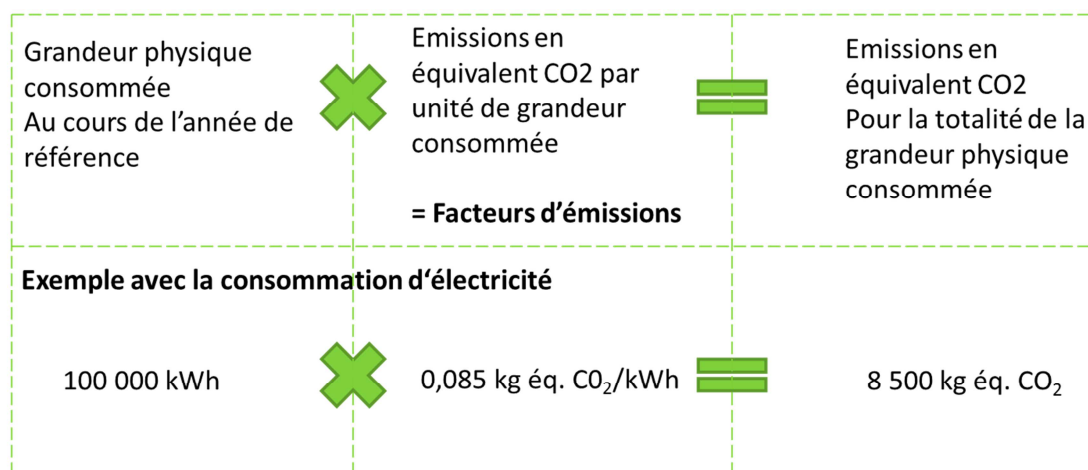 Grandeur physique
consommée
Au cours de l’année de
référence
Emissions en
équivalent CO2 par
unité de grandeur
consommée
= Facteurs d’émissions
Emissions en
équivalent CO2
Pour la totalité de la
grandeur physique
consommée
Exemple avec la consommation d‘électricité
100 000 kWh
0,085 kg éq. C0₂/kWh
8 500 kg éq. CO₂